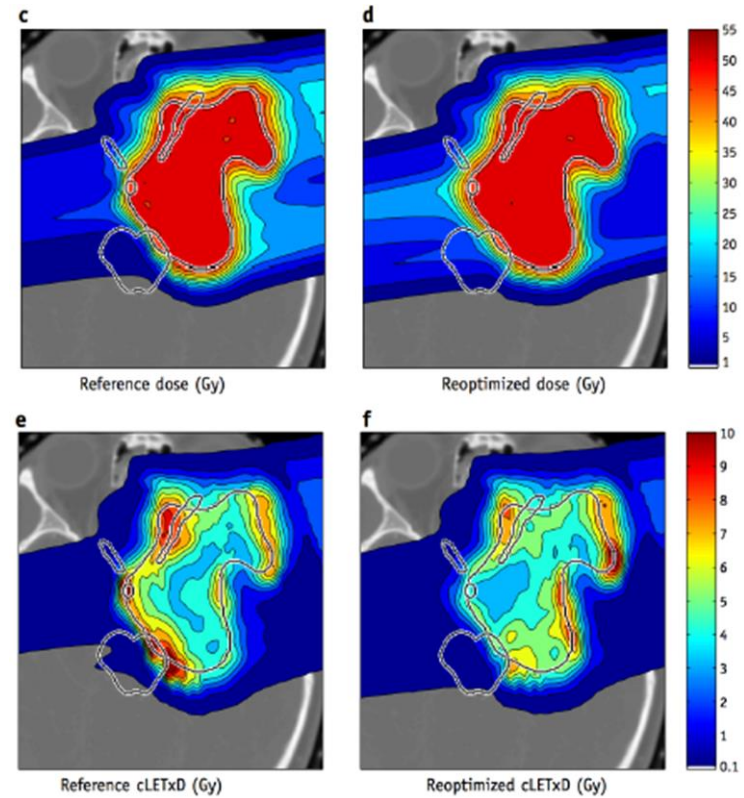 c
d
55
50
45
40
35
30
25
20
15
10
5
1
Reference dose (Gy)
Reoptimized dose (Gy)
e
f
10
9
8
7
6
5
4
3
2
1
0.1
Reference cLETxD (Gy)
Reoptimized cLETxD (Gy)